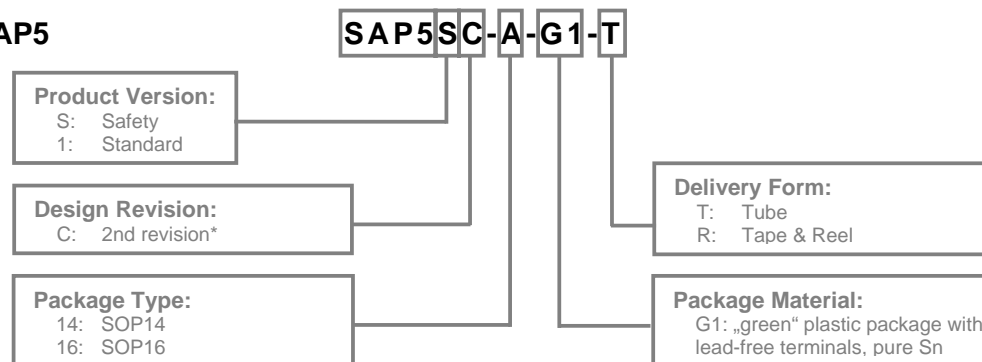 AP5
SAP5SC-A-G1-T
Product Version:
S: Safety
1: Standard
Design Revision:
C: 2nd revision*
Package Type:
14: SOP14
16: SOP16
Delivery Form:
T: Tube
R: Tape & Reel
Package Material:
G1: „green“ plastic package with
lead-free terminals, pure Sn